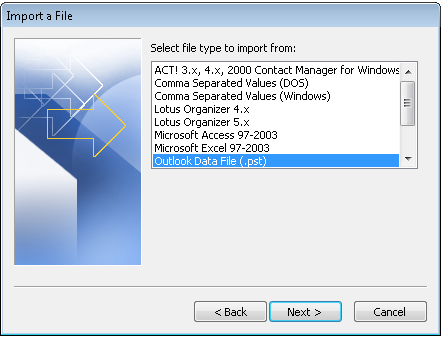 Import a File
Select file type to import from:
ACT! 3.x, 4.x, 2000 Contact Manager for Windows
Comma Separated Values (DOS)
Comma Separated Values (Windows)
Lotus Organizer 4.x
Lotus Organizer 5.x
Microsoft Access 97-2003
Microsoft Excel 97-2003
Outlook Data File (.pst)
< Back
Next >
Cancel